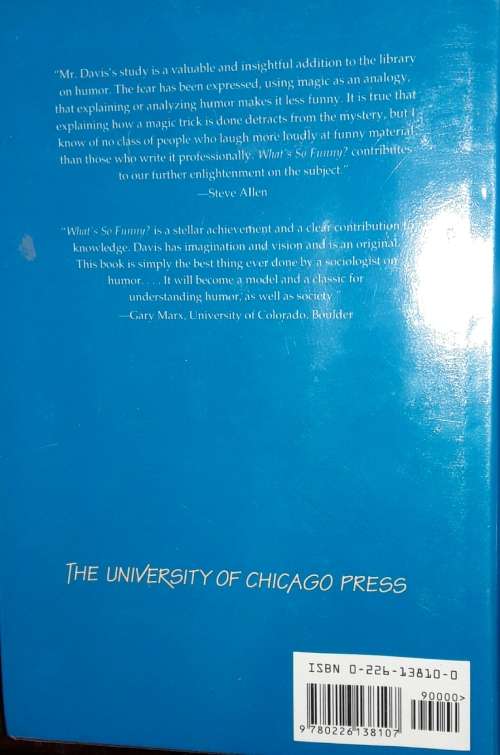 “Mr. Davis's study is a valuable and insightful addition to the library
on humor. The fear has been expressed, using magic as an analogy,
that explaining or analyzing humor makes it less funny. It is true that
explaining how a magic trick is done detracts from the mystery, but I
know of no class of people who laugh more loudly at funny material
than those who write it professionally. What's So Funny? contributes
to our further enlightenment on the subject.”
—Steve Allen
“What's So Funny? is a stellar achievement and a clear contribution to
knowledge. Davis has imagination and vision and is an original.
This book is simply the best thing ever done by a sociologist on
humor. . . . It will become a model and a classic for
understanding humor, as well as society.”
—Gary Marx, University of Colorado, Boulder
THE UNIVERSITY OF CHICAGO PRESS
ISBN 0-226-13810-0
90000>
9 780226 138107